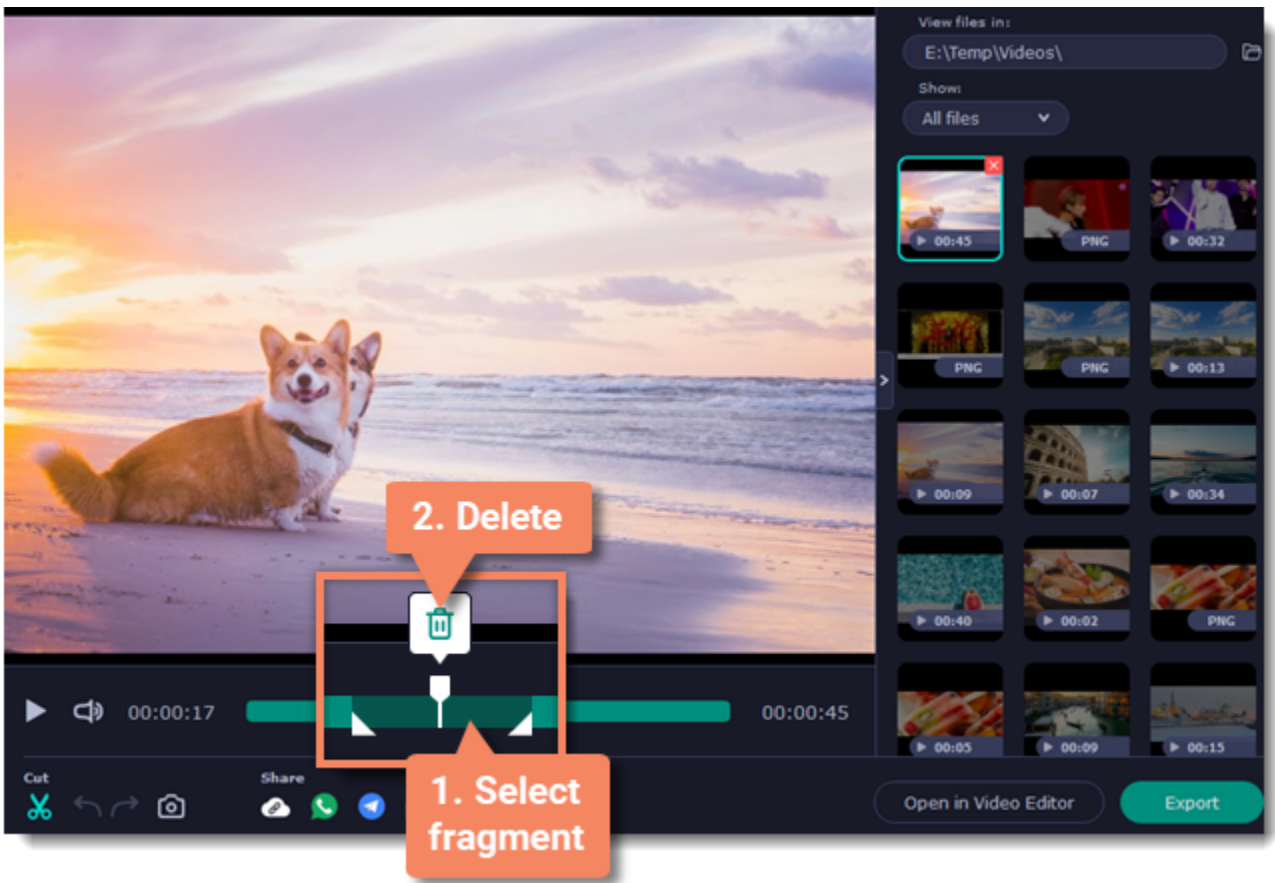 View files in:
E:\Temp\Videos\
Show:
All files
00:45
PNG
00:32
PNG
PNG
00:13
00:09
00:07
00:34
00:40
00:02
PNG
00:05
00:09
00:15
2. Delete
00:00:17
00:00:45
1. Select
fragment
Cut
Share
Open in Video Editor
Export